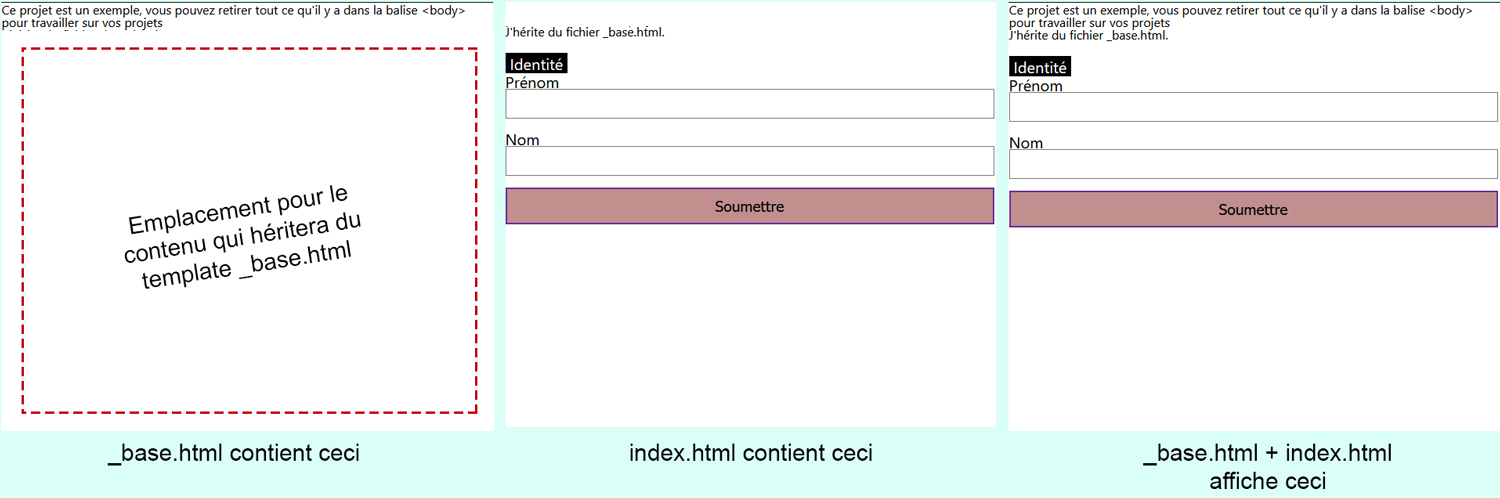 Ce projet est un exemple, vous pouvez retirer tout ce qu'il y a dans la balise <body>
pour travailler sur vos projets
Emplacement pour le
contenu qui héritera du
template _base.html
_base.html contient ceci
J'hérite du fichier _base.html.
Identité
Prénom
Nom
Soumettre
index.html contient ceci
Ce projet est un exemple, vous pouvez retirer tout ce qu'il y a dans la balise <body>
pour travailler sur vos projets
J'hérite du fichier _base.html.
Identité
Prénom
Nom
Soumettre
_base.html + index.html
affiche ceci